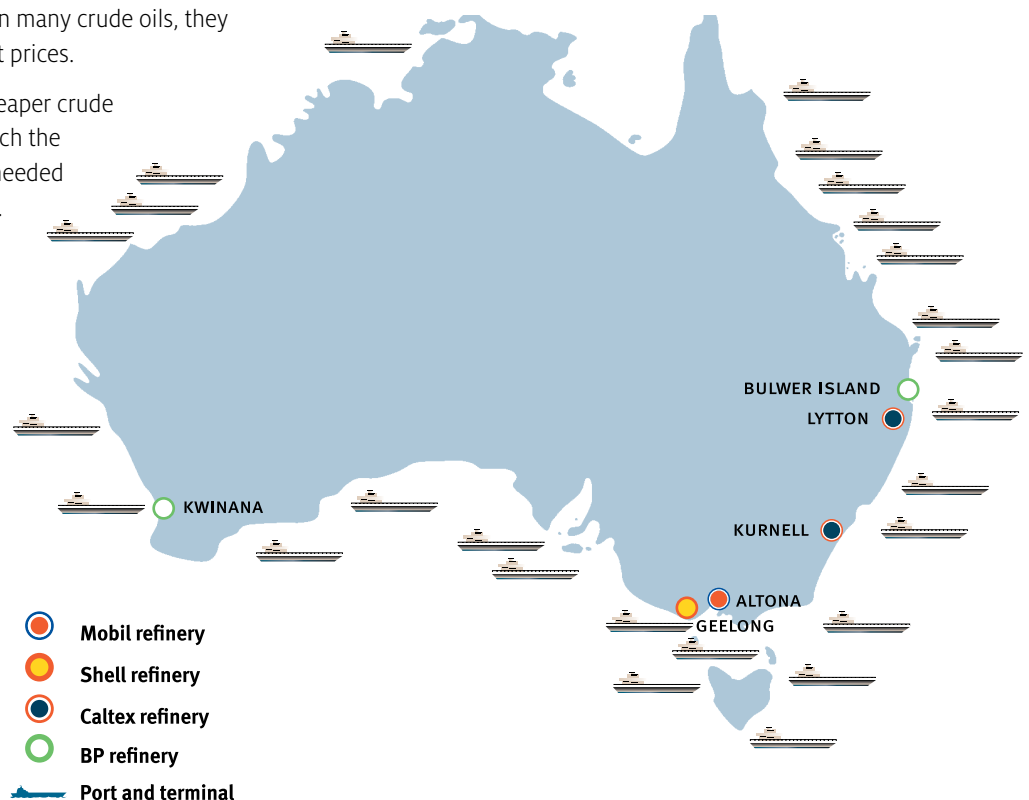 n many crude oils, they
t prices.
eaper crude
ch the
needed
.
BULWER ISLAND
LYTTON
KWINANA
KURNELL
ALTONA
GEELONG
Mobil refinery
Shell refinery
Caltex refinery
BP refinery
Port and terminal